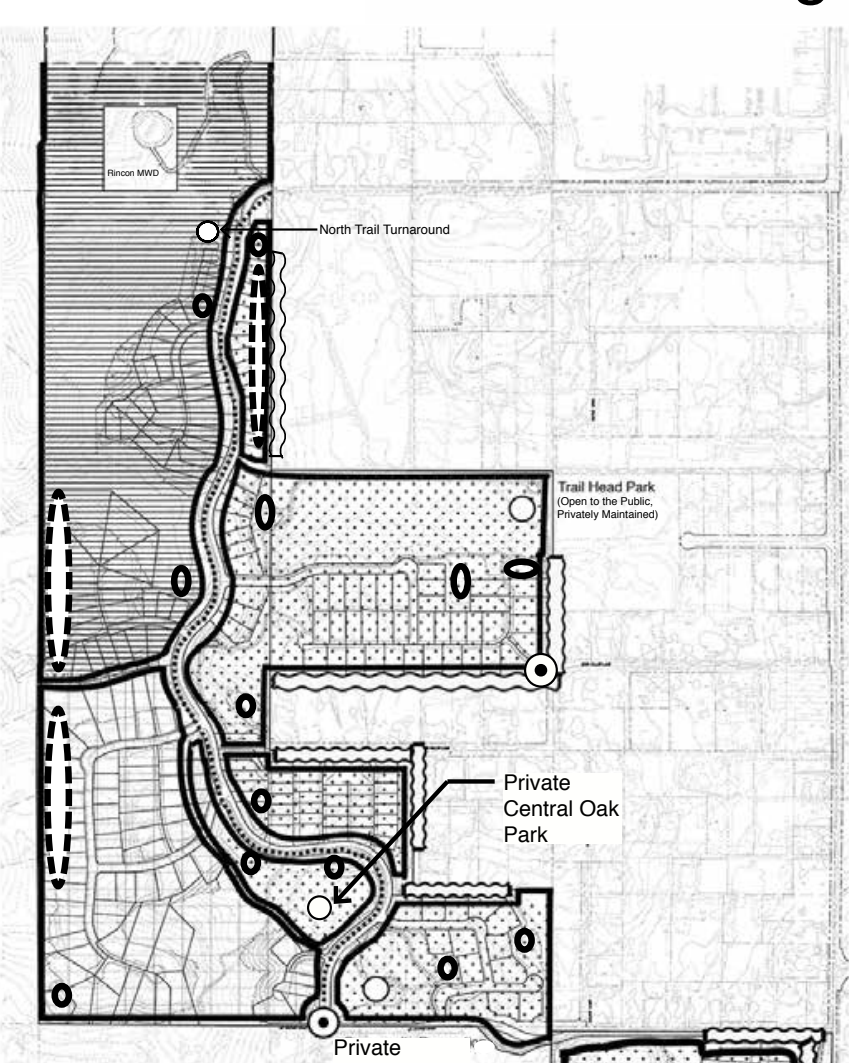 Rincon MWD
North Trail Turnaround
Trail Head Park
(Open to the Public,
Privately Maintained)
Private
Central Oak
Park
Private